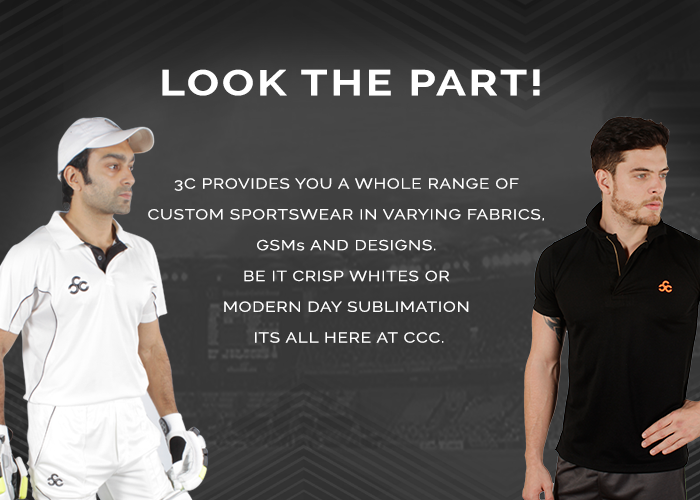 LOOK THE PART!
3C PROVIDES YOU A WHOLE RANGE OF
CUSTOM SPORTSWEAR IN VARYING FABRICS,
GSMs AND DESIGNS.
BE IT CRISP WHITES OR
MODERN DAY SUBLIMATION
ITS ALL HERE AT CCC.